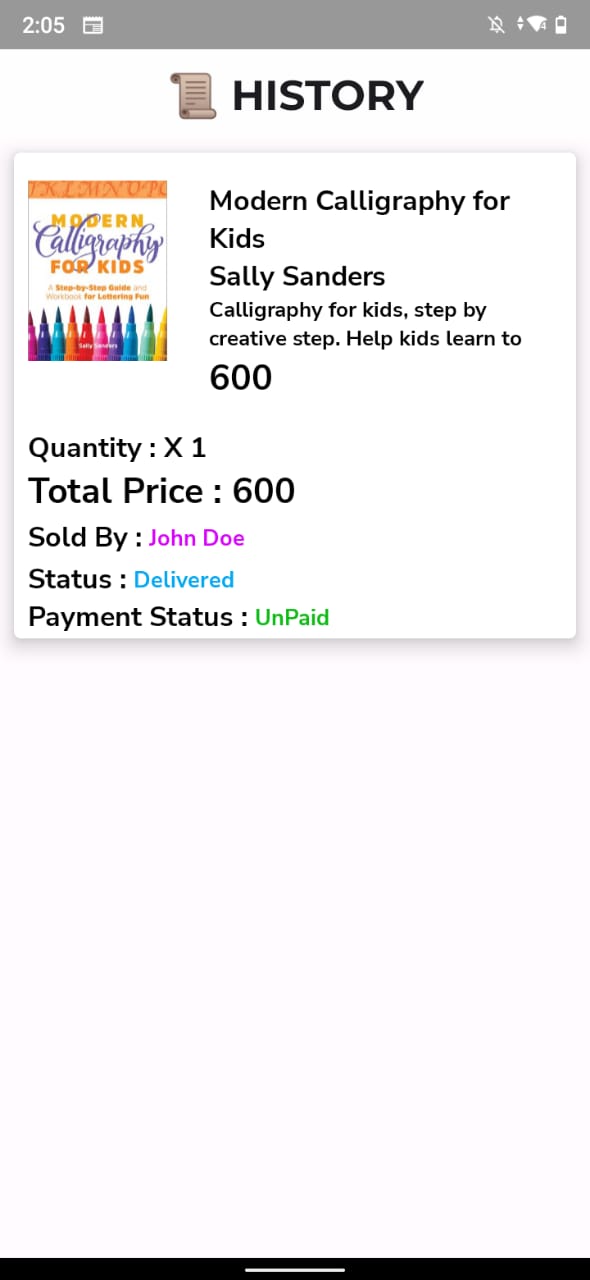 2:05
HISTORY
JKLMNOPQ
MODERN
Calligraphy
FOR KIDS
A Step-by-Step Guide and
Workbook for Lettering Fun
Sally Sanders
Modern Calligraphy for
Kids
Sally Sanders
Calligraphy for kids, step by
creative step. Help kids learn to
600
Quantity : X 1
Total Price : 600
Sold By : John Doe
Status : Delivered
Payment Status : UnPaid